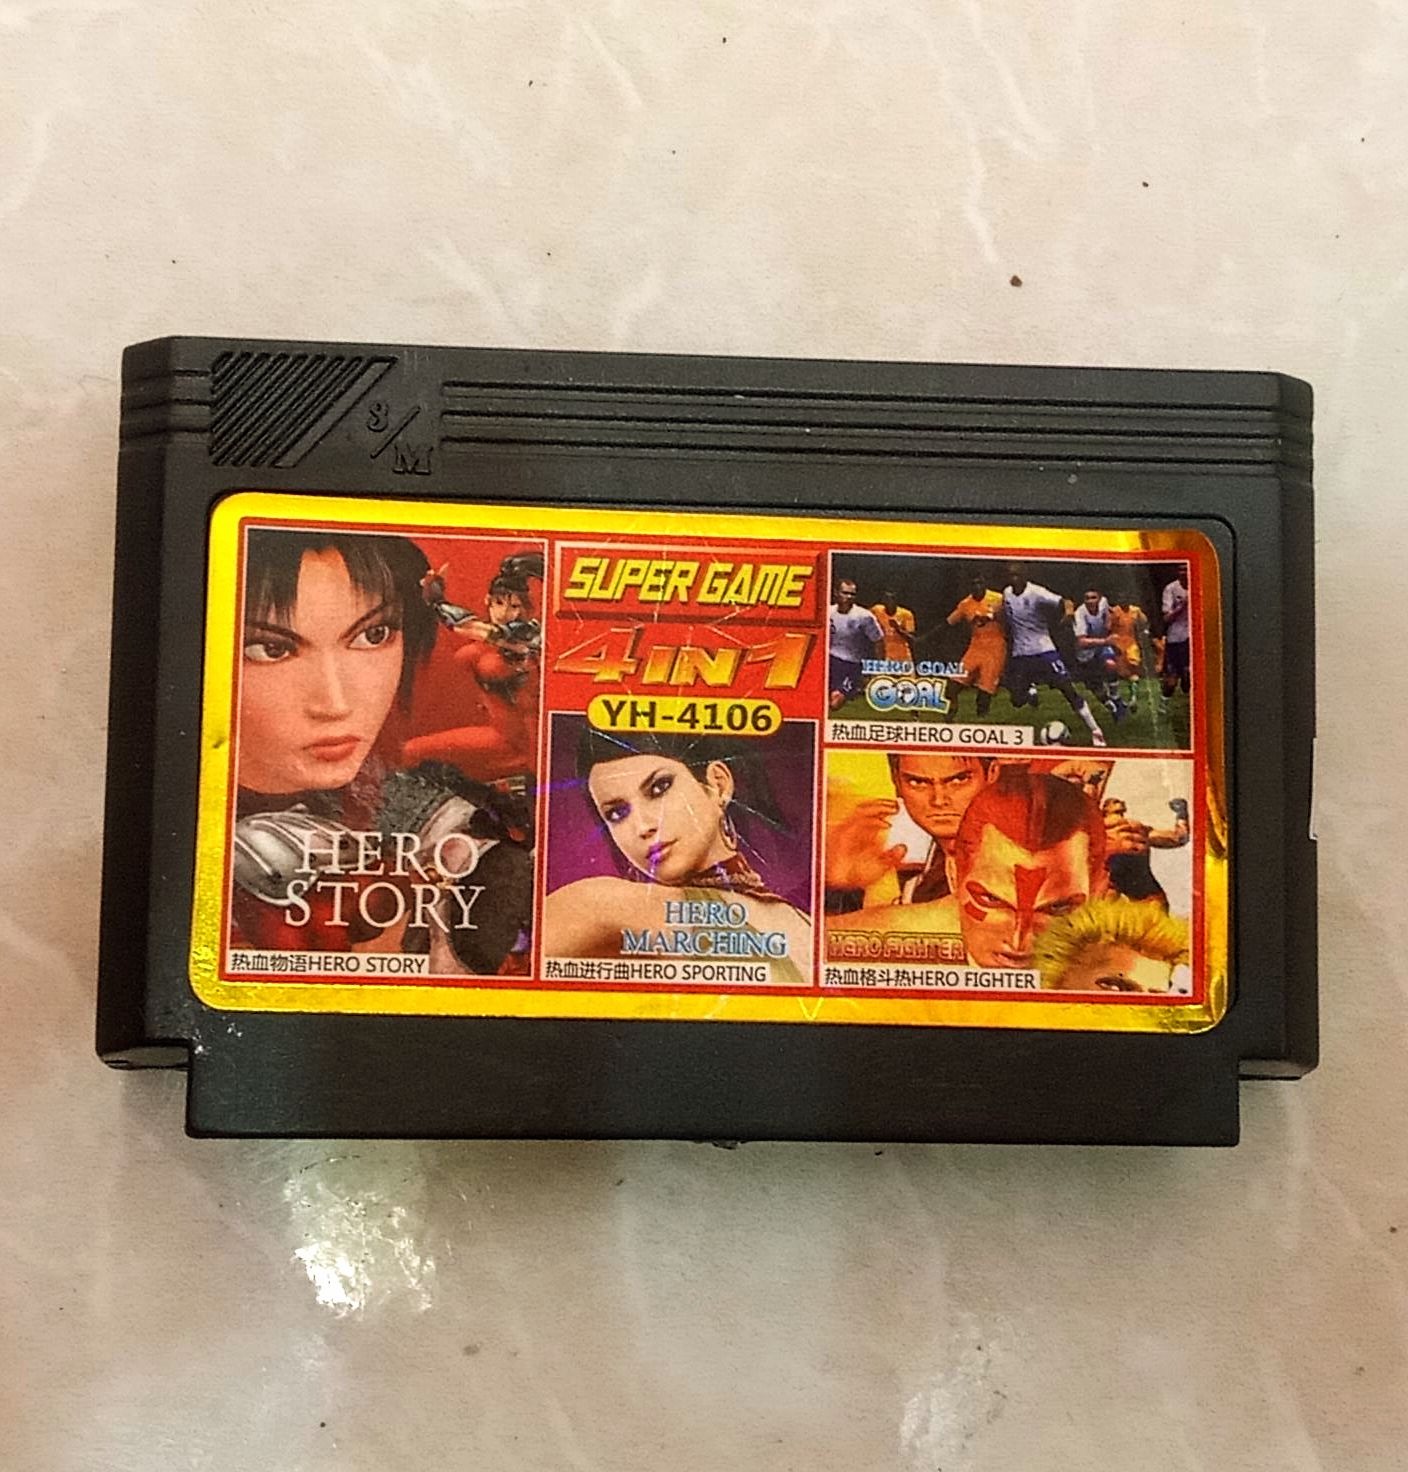 S/M
SUPER GAME
4 IN 1
YH-4106
HERO
STORY
热血物语HERO STORY
HERO
MARCHING
热血进行曲HERO SPORTING
HERO GOAL
GOAL
热血足球HERO GOAL 3
HERO FIGHTER
热血格斗热HERO FIGHTER